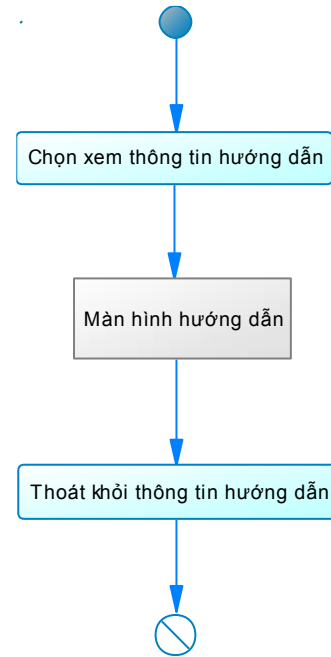 Chọn xem thông tin hướng dẫn
Màn hình hướng dẫn
Thoát khỏi thông tin hướng dẫn